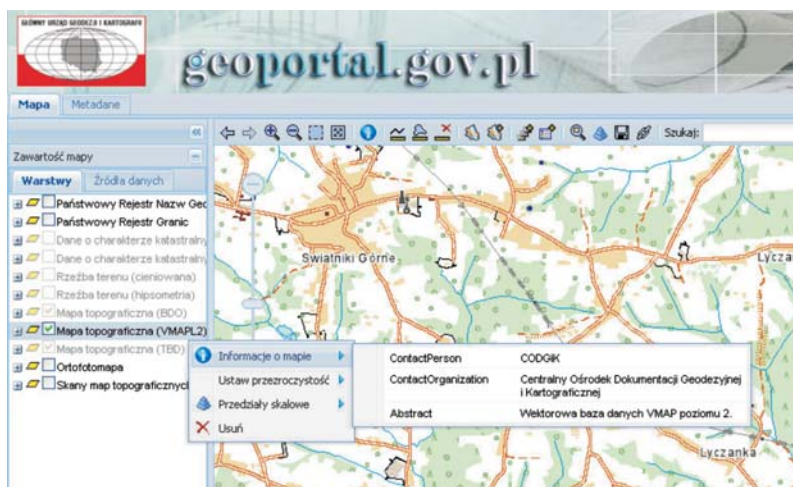 GŁÓWNY URZĄD GEODEZJI I KARTOGRAFII
geoportal.gov.pl
Mapa Metadane
Szukaj:
Zawartość mapy
Warstwy Źródła danych
Państwowy Rejestr Nazw Geo
Państwowy Rejestr Granic
Dane o charakterze katastralny
Dane o charakterze katastralny
Rzeźba terenu (cieniowana)
Rzeźba terenu (hipsometria)
Mapa topograficzna (BDO)
Mapa topograficzna (VMAPL2)
Mapa topograficzna (TBD)
Ortofotomapa
Skany map topograficznych
Informacje o mapie
Ustaw przezroczystość
Przedziały skalowe
Usuń
ContactPerson CODGiK
ContactOrganization Centralny Ośrodek Dokumentacji Geodezyjnej
i Kartograficznej
Abstract Wektorowa baza danych VMAP poziomu 2.
Swiatniki Górne
Lycza
Lyczanka